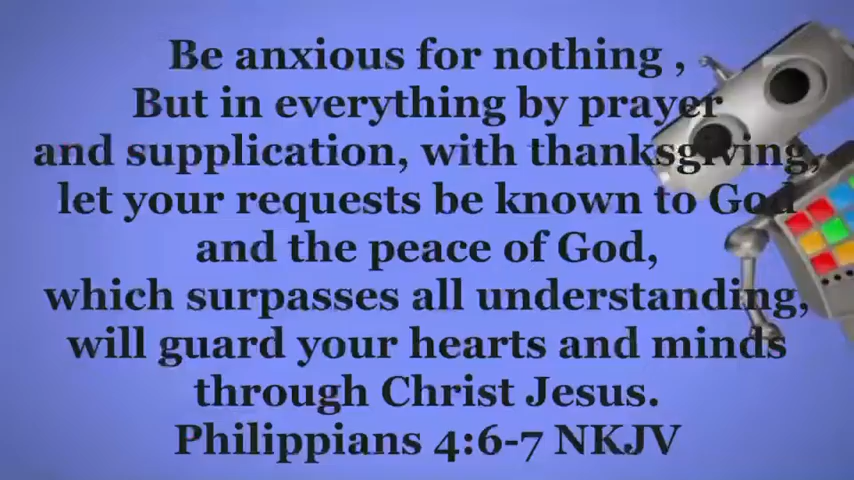 Be anxious for nothing ,
But in everything by prayer
and supplication, with thanksgiving,
let your requests be known to God
and the peace of God,
which surpasses all understanding,
will guard your hearts and minds
through Christ Jesus.
Philippians 4:6-7 NKJV